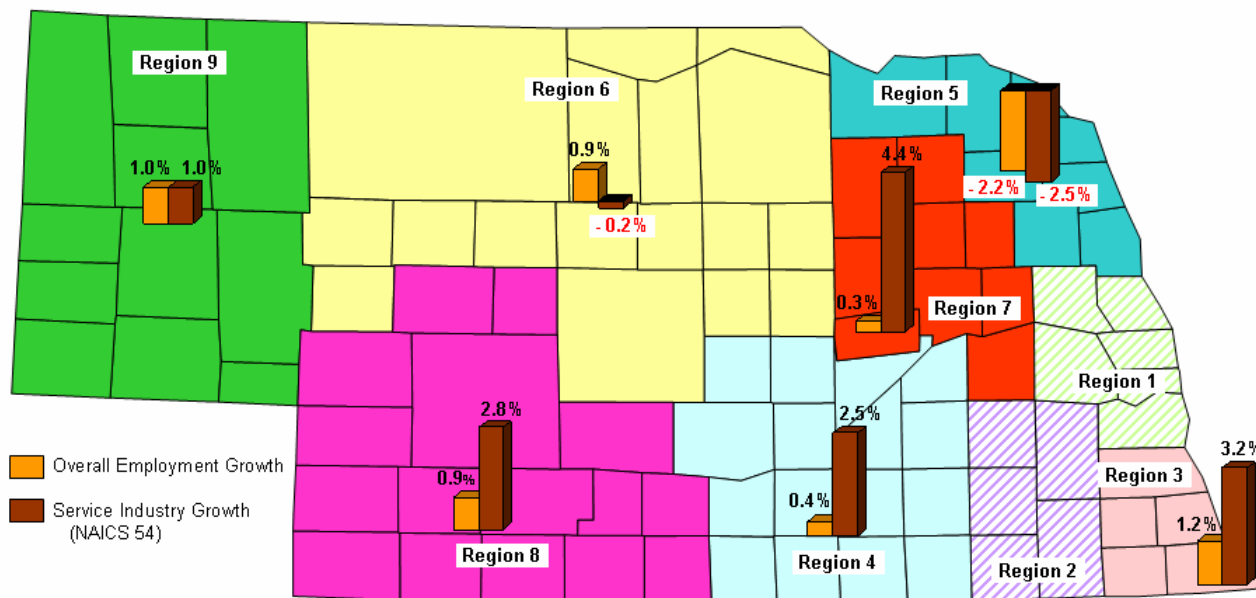 Region 9
Region 6
Region 5
1.0% 1.0%
0.9%
- 0.2%
4.4%
- 2.2%
- 2.5%
0.3%
Region 7
Region 1
2.8%
2.5%
Overall Employment Growth
0.9%
0.4%
Region 3
3.2%
Service Industry Growth
(NAICS 54)
1.2%
Region 8
Region 4
Region 2